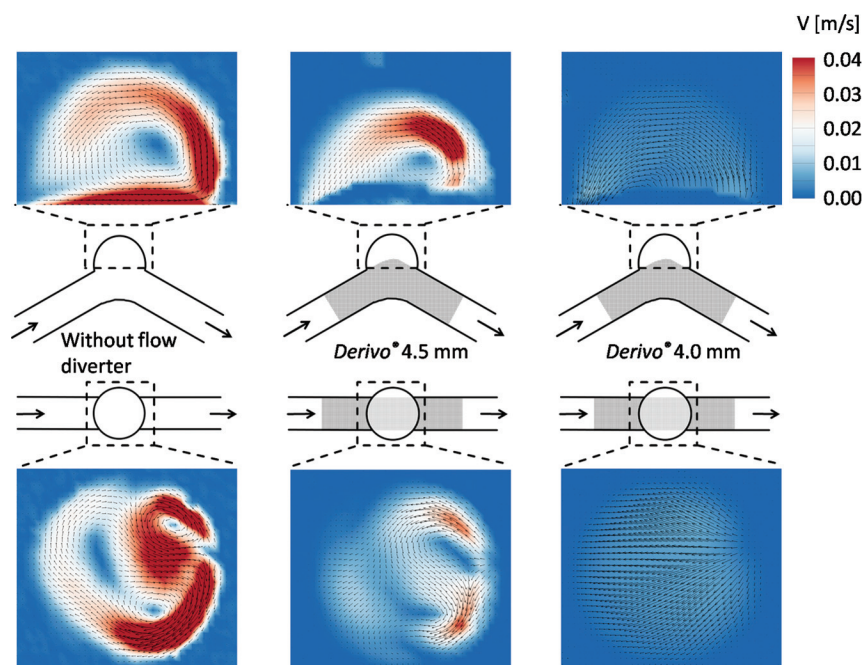 V [m/s]
0.04
0.03
0.02
0.01
0.00
Without flow
diverter
Derivo® 4.5 mm
Derivo® 4.0 mm